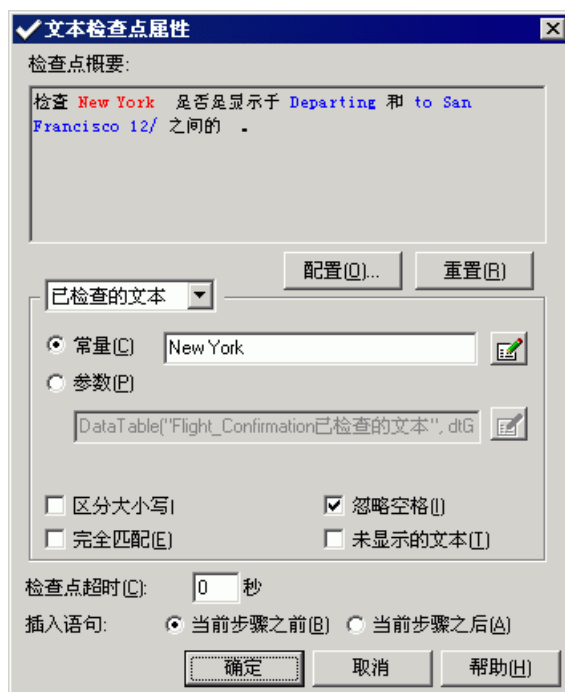 文本检查点属性
检查点概要:
检查 New York 是否是显示于 Departing 和 to San
Francisco 12/ 之间的 .
配置(O)... 重置(R)
已检查的文本
常量(C) New York
参数(P)
DataTable("Flight_Confirmation已检查的文本", dtG
区分大小写 忽略空格(I)
完全匹配(E) 未显示的文本(T)
检查点超时(C): 0 秒
插入语句: 当前步骤之前(B) 当前步骤之后(A)
确定 取消 帮助(H)